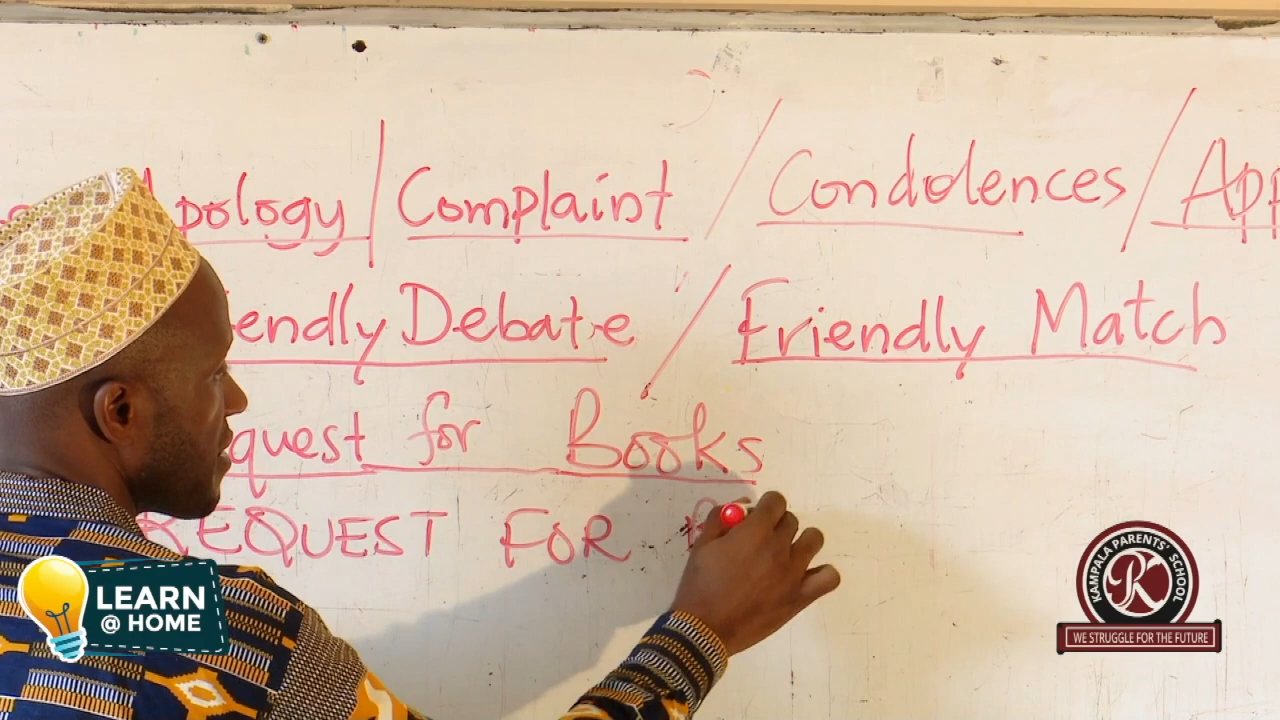 pology / Complaint / Condolences / App
endly Debate / Friendly Match
quest for Books
REQUEST FOR
LEARN
@ HOME
KAMPALA PARENTS' SCHOOL
K
WE STRUGGLE FOR THE FUTURE